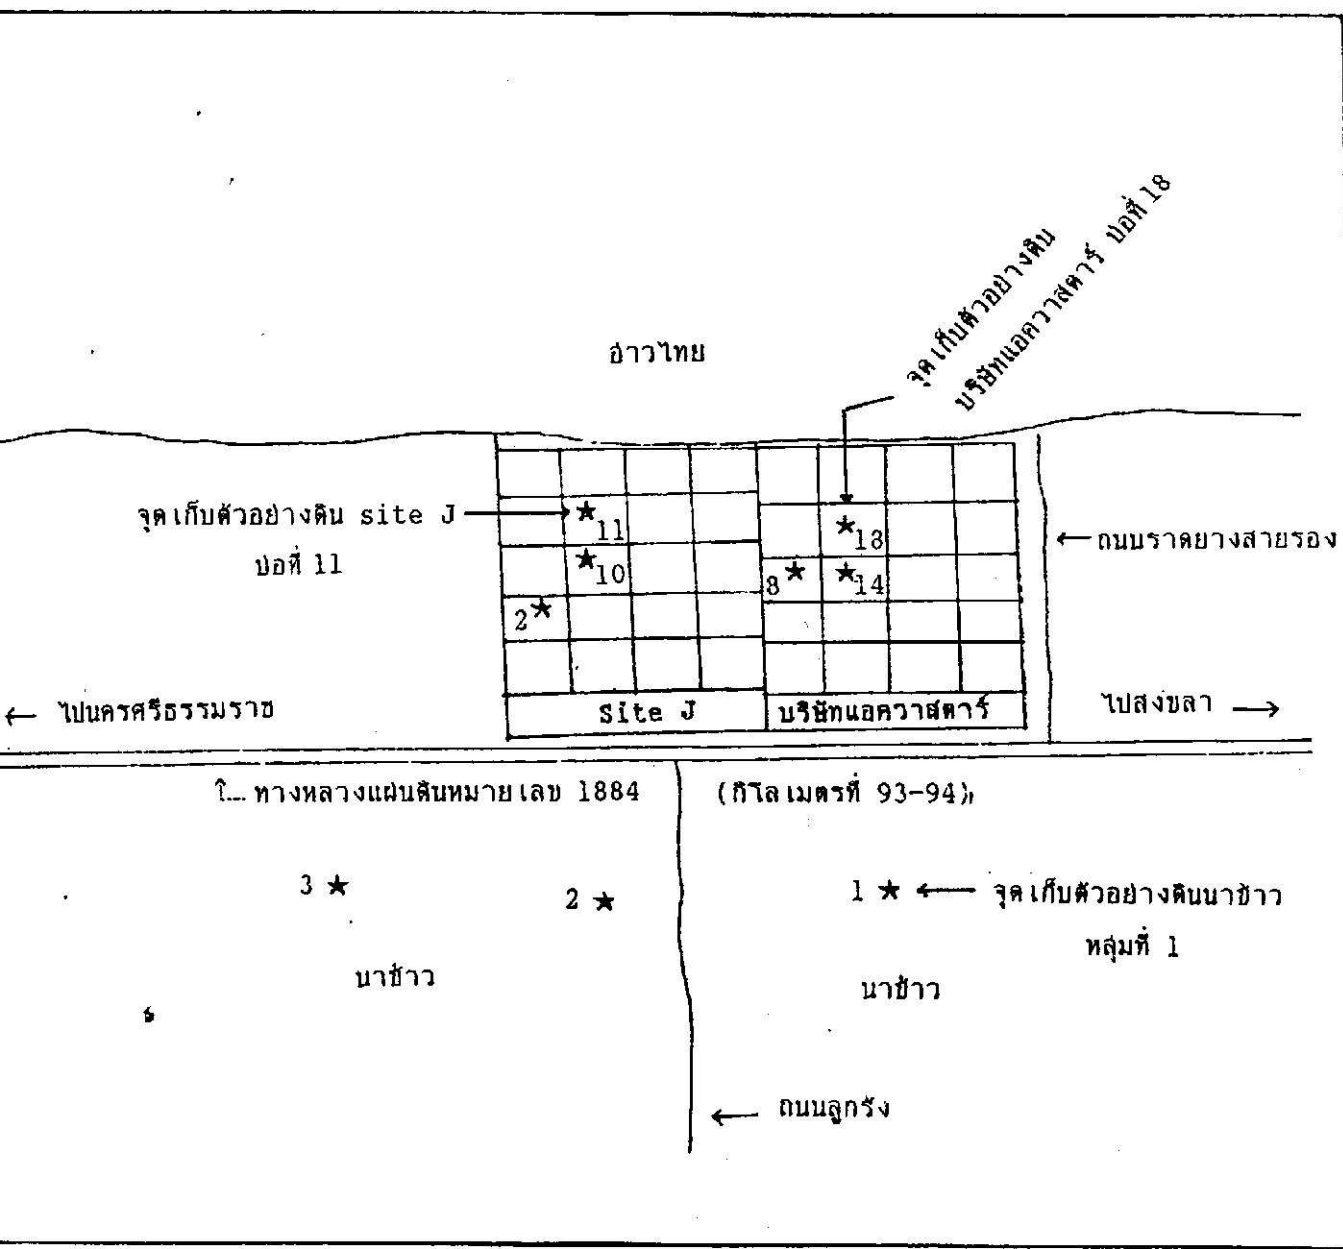 จุดเก็บตัวอย่างดิน
บริษัทแอควาสตาร์ บ่อที่ 18
อ่าวไทย
จุดเก็บตัวอย่างดิน site J
บ่อที่ 11
11
10
2
18
8
14
← ถนนราดยางสายรอง
← ไปนครศรีธรรมราช
Site J
บริษัทแอควาสตาร์
ไปสงขลา →
ทางหลวงแผ่นดินหมายเลข 1884 (กิโลเมตรที่ 93-94)
3
2
1 ← จุดเก็บตัวอย่างดินนาข้าว
หลุมที่ 1
นาข้าว
นาข้าว
← ถนนลูกรัง